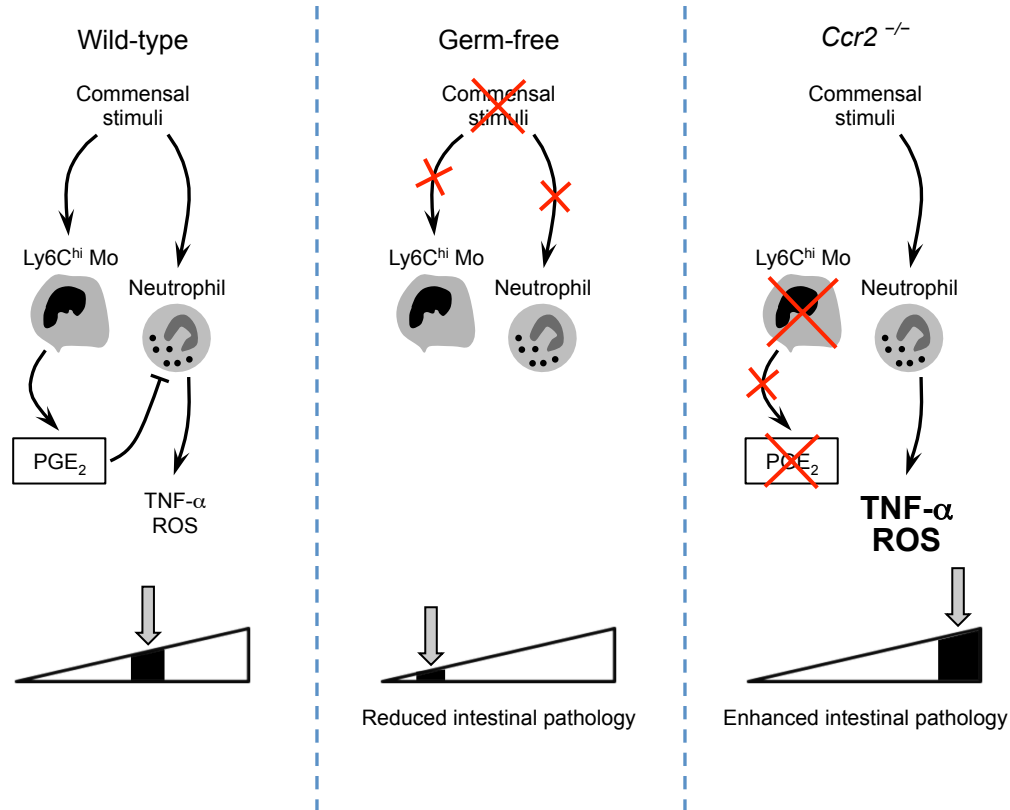 Wild-type
Commensal
stimuli
Ly6Chi Mo
Neutrophil
PGE2
TNF-α
ROS
Germ-free
Commensal
stimuli
Ly6Chi Mo
Neutrophil
Reduced intestinal pathology
Ccr2 −/−
Commensal
stimuli
Ly6Chi Mo
Neutrophil
PGE2
TNF-α
ROS
Enhanced intestinal pathology